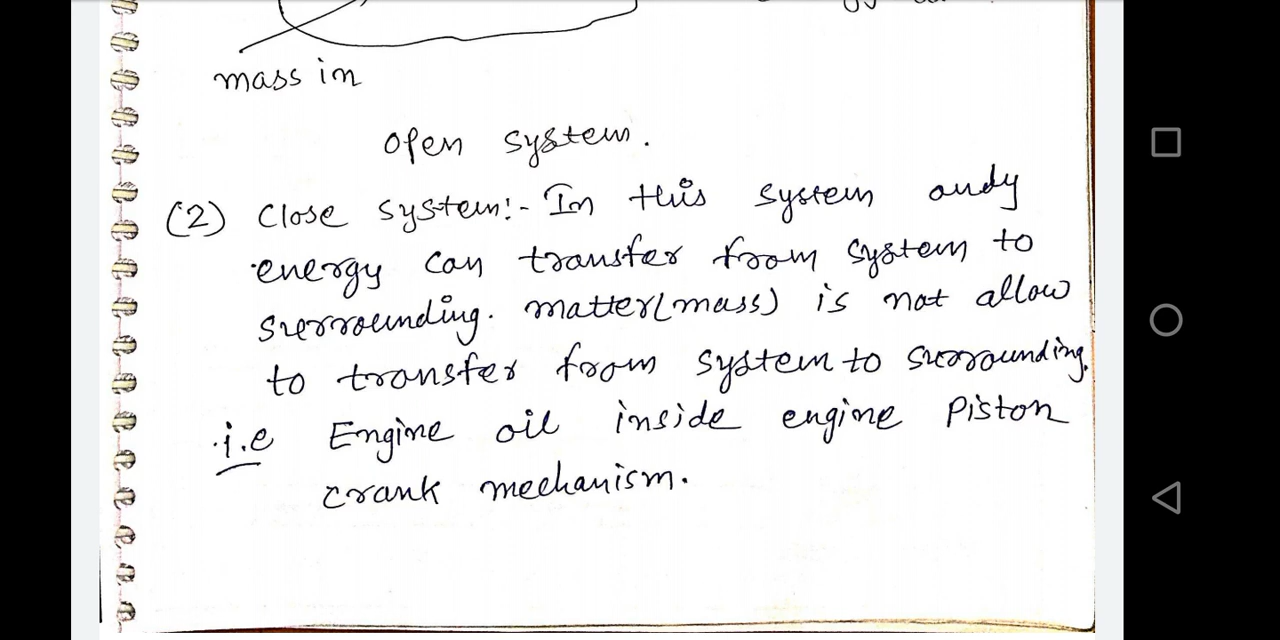 mass in
open system.
(2) Close system:- In this system
energy can transfer from system to
surrounding. matter(mass) is not allow
to transfer from system to surrounding.
i.e Engine oil inside engine Piston
crank mechanism.